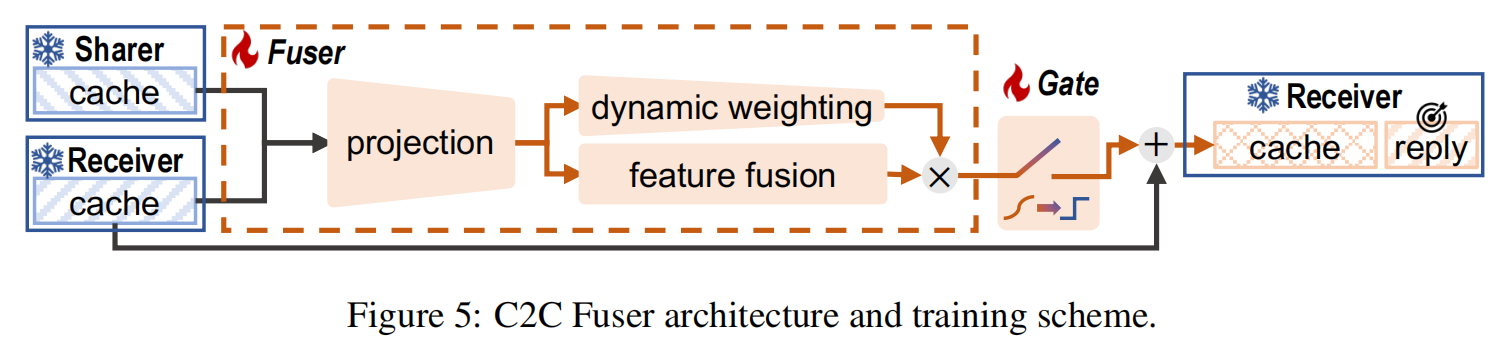 Sharer
cache
Receiver
cache
Fuser
projection
dynamic weighting
feature fusion
×
Gate
+
Receiver
cache
reply
Figure 5: C2C Fuser architecture and training scheme.